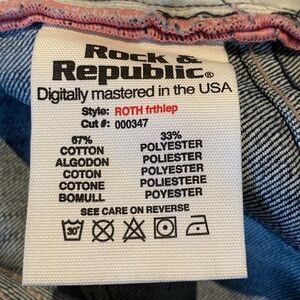 Rock &
Republic®
Digitally mastered in the USA
Style: ROTH frthlep
Cut #: 000347
67% 33%
COTTON POLYESTER
ALGODON POLIESTER
COTON POLYESTER
COTONE POLIESTERE
BOMULL POYESTER
SEE CARE ON REVERSE
30°